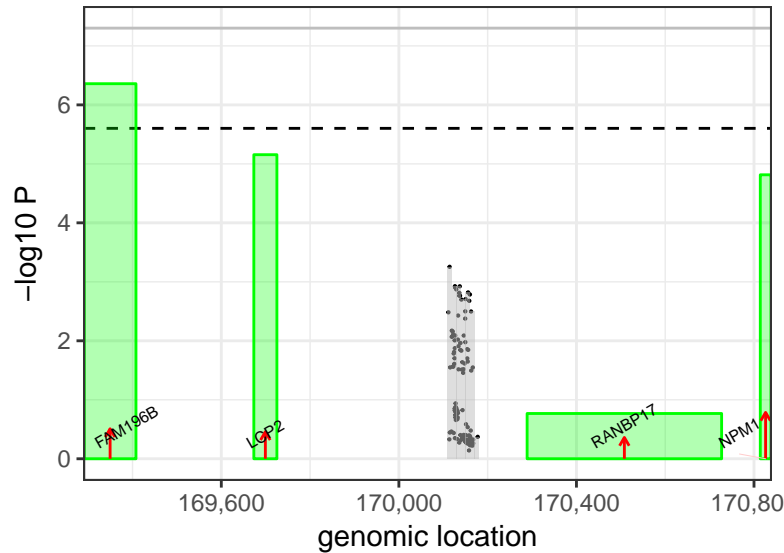 6
4
2
0
−log10 P
FAM196B
LCP2
RANBP17
NPM1
169,600
170,000
170,400
170,80
genomic location